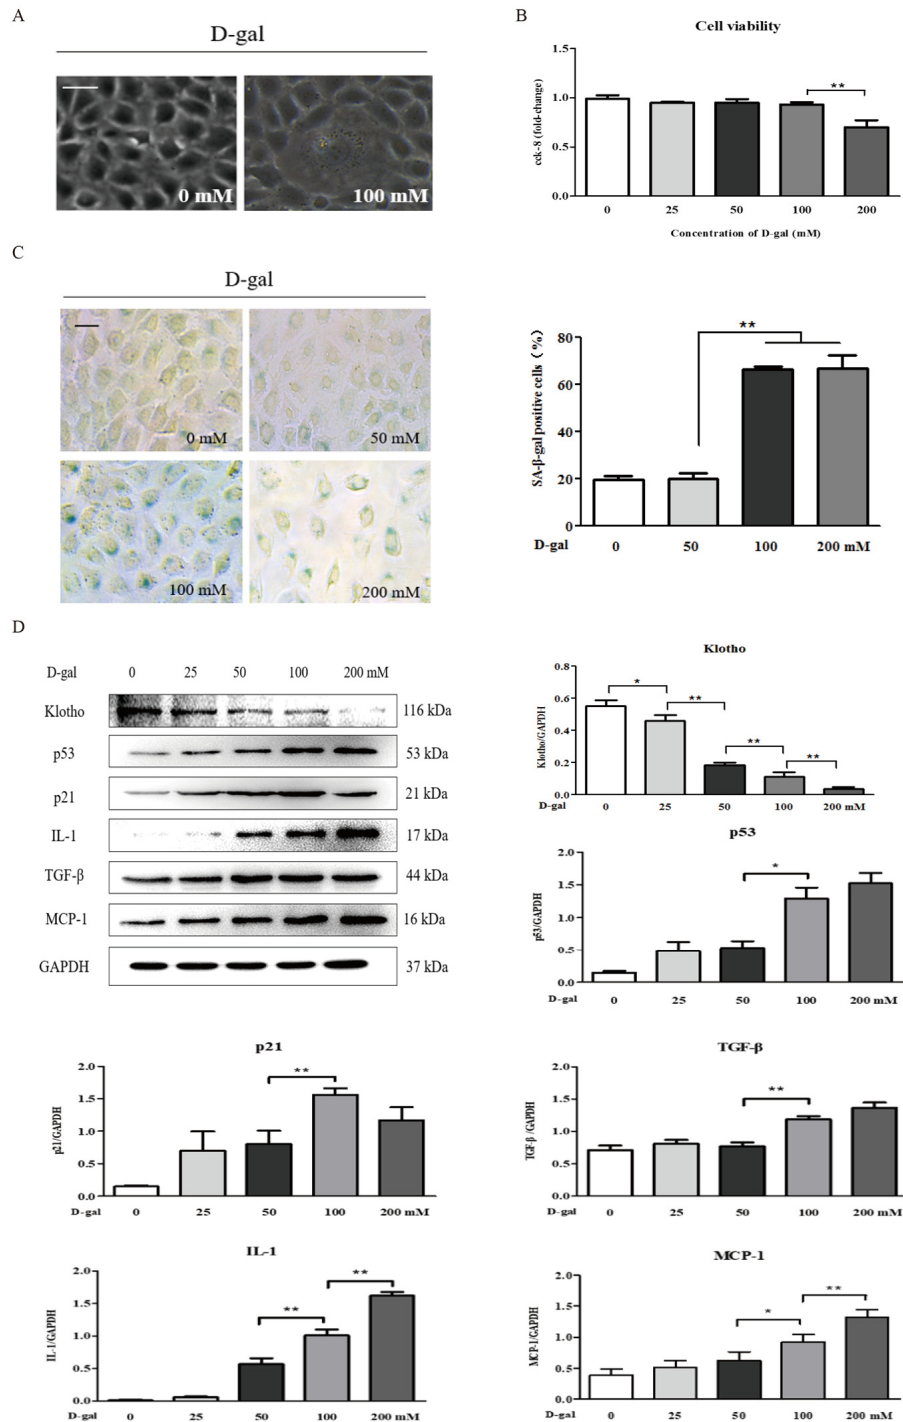 A
D-gal
0 mM
100 mM
B
Cell viability
cck-8 (fold-change)
1.5
1.0
0.5
0.0
**
0 25 50 100 200
Concentration of D-gal (mM)
C
D-gal
0 mM
50 mM
100 mM
200 mM
SA-β-gal positive cells (%)
80
60
40
20
0
**
D-gal 0 50 100 200 mM
D
D-gal 0 25 50 100 200 mM
Klotho 116 kDa
p53 53 kDa
p21 21 kDa
IL-1 17 kDa
TGF-β 44 kDa
MCP-1 16 kDa
GAPDH 37 kDa
Klotho
Klotho/GAPDH
0.8
0.6
0.4
0.2
0.0
* ** ** **
D-gal 0 25 50 100 200 mM
p53
p53/GAPDH
2.0
1.5
1.0
0.5
0.0
*
D-gal 0 25 50 100 200 mM
p21
p21/GAPDH
2.0
1.5
1.0
0.5
0.0
**
D-gal 0 25 50 100 200 mM
TGF-β
TGF-β /GAPDH
2.0
1.5
1.0
0.5
0.0
**
D-gal 0 25 50 100 200 mM
IL-1
IL-1/GAPDH
2.0
1.5
1.0
0.5
0.0
** **
D-gal 0 25 50 100 200 mM
MCP-1
MCP-1/GAPDH
2.0
1.5
1.0
0.5
0.0
* **
D-gal 0 25 50 100 200 mM